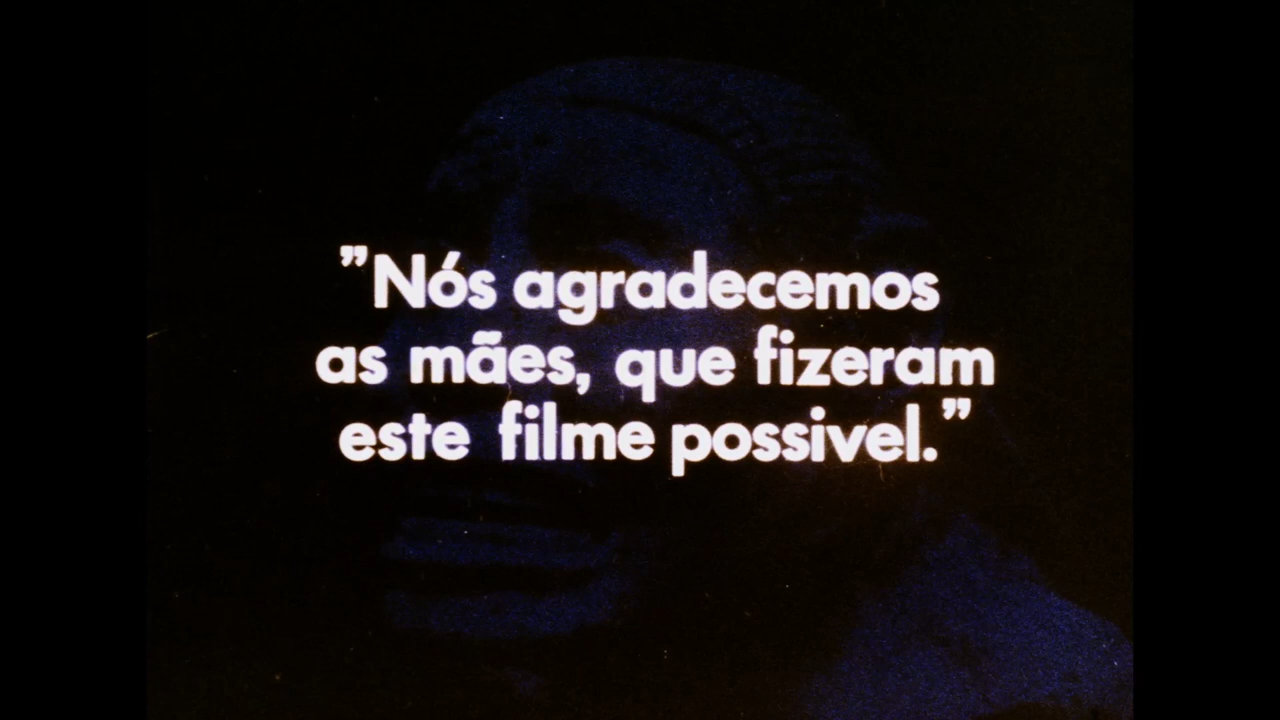 ”Nós agradecemos
as mães, que fizeram
este filme possivel.”